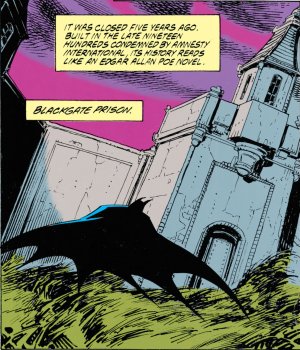 IT WAS CLOSED FIVE YEARS AGO.
BUILT IN THE LATE NINETEEN
HUNDREDS CONDEMNED BY AMNESTY
INTERNATIONAL, ITS HISTORY READS
LIKE AN EDGAR ALLAN POE NOVEL.
BLACKGATE PRISON.